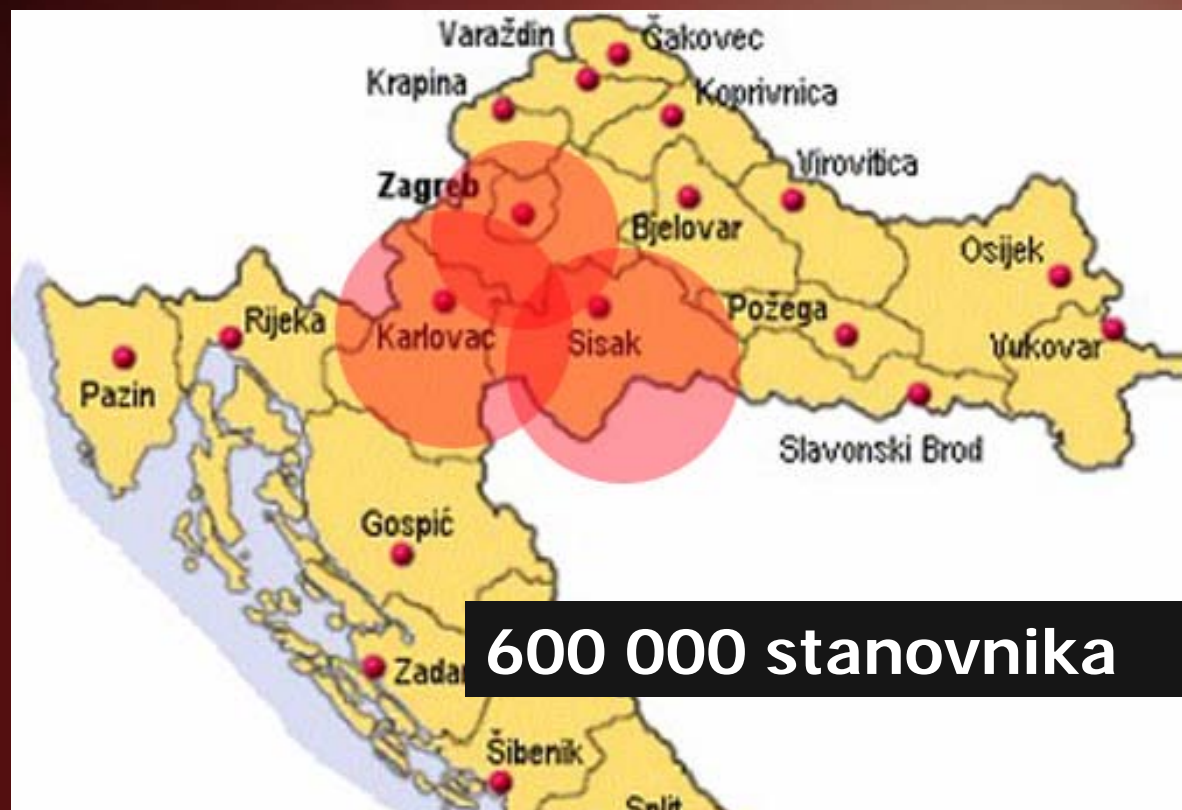 Varaždin
Čakovec
Krapina
Koprivnica
Virovitica
Zagreb
Bjelovar
Osijek
Rijeka
Karlovac
Sisak
Požega
Vukovar
Pazin
Slavonski Brod
Gospić
600 000 stanovnika
Zadar
Šibenik
Split